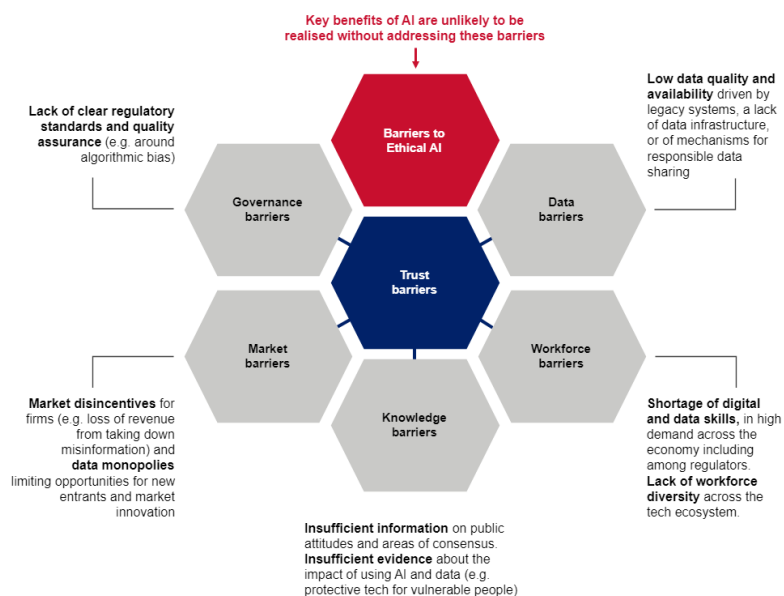 Key benefits of AI are unlikely to be
realised without addressing these barriers
Lack of clear regulatory
standards and quality
assurance (e.g. around
algorithmic bias)
Barriers to
Ethical AI
Low data quality and
availability driven by
legacy systems, a lack
of data infrastructure,
or of mechanisms for
responsible data
sharing
Governance
barriers
Data
barriers
Trust
barriers
Market
barriers
Workforce
barriers
Knowledge
barriers
Market disincentives for
firms (e.g. loss of revenue
from taking down
misinformation) and
data monopolies
limiting opportunities for new
entrants and market
innovation
Shortage of digital
and data skills, in high
demand across the
economy including
among regulators.
Lack of workforce
diversity across the
tech ecosystem.
Insufficient information on public
attitudes and areas of consensus.
Insufficient evidence about the
impact of using AI and data (e.g.
protective tech for vulnerable people)